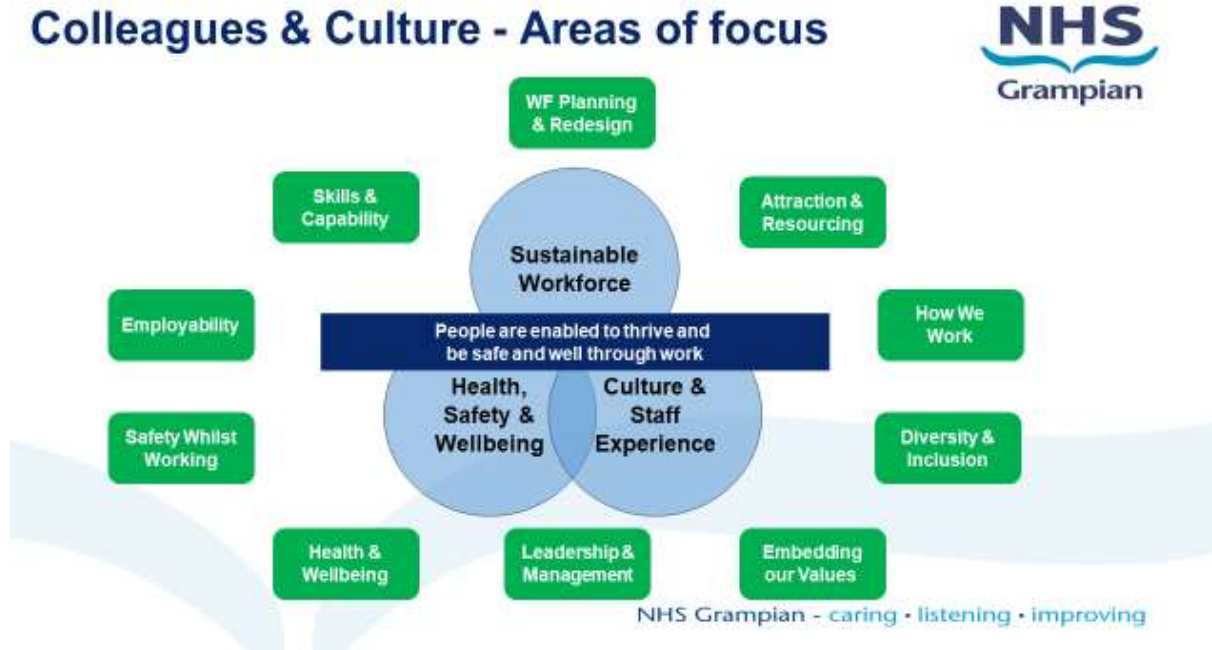 Colleagues & Culture - Areas of focus
NHS
Grampian
WF Planning
& Redesign
Skills &
Capability
Attraction &
Resourcing
Sustainable
Workforce
Employability
How We
Work
People are enabled to thrive and
be safe and well through work
Health,
Safety &
Wellbeing
Culture &
Staff
Experience
Safety Whilst
Working
Diversity &
Inclusion
Health &
Wellbeing
Leadership &
Management
Embedding
our Values
NHS Grampian - caring • listening • improving